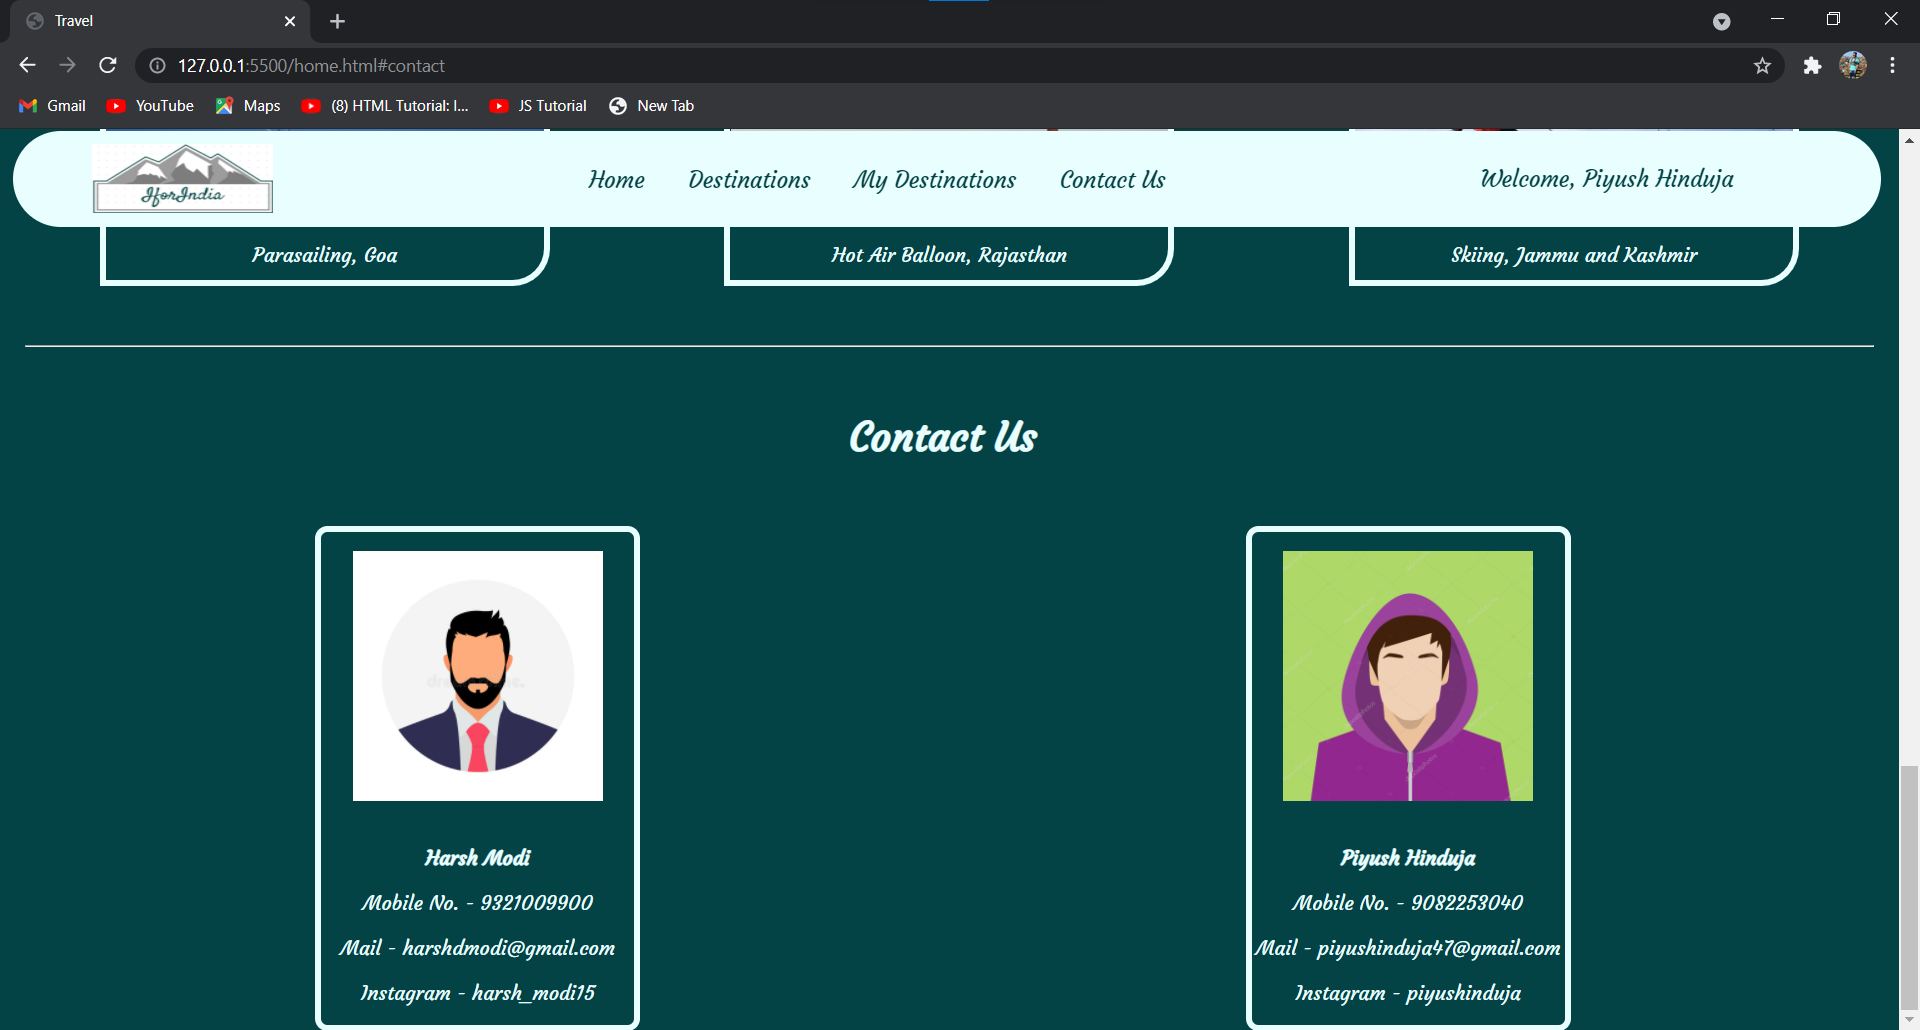 Travel
127.0.0.1:5500/home.html#contact
Gmail YouTube Maps (8) HTML Tutorial: I... JS Tutorial New Tab
IforIndia
Home Destinations My Destinations Contact Us Welcome, Piyush Hinduja
Parasailing, Goa Hot Air Balloon, Rajasthan Skiing, Jammu and Kashmir
Contact Us
Harsh Modi
Mobile No. - 9321009900
Mail - harshdmodi@gmail.com
Instagram - harsh_modi15
Piyush Hinduja
Mobile No. - 9082253040
Mail - piyushinduja47@gmail.com
Instagram - piyushinduja